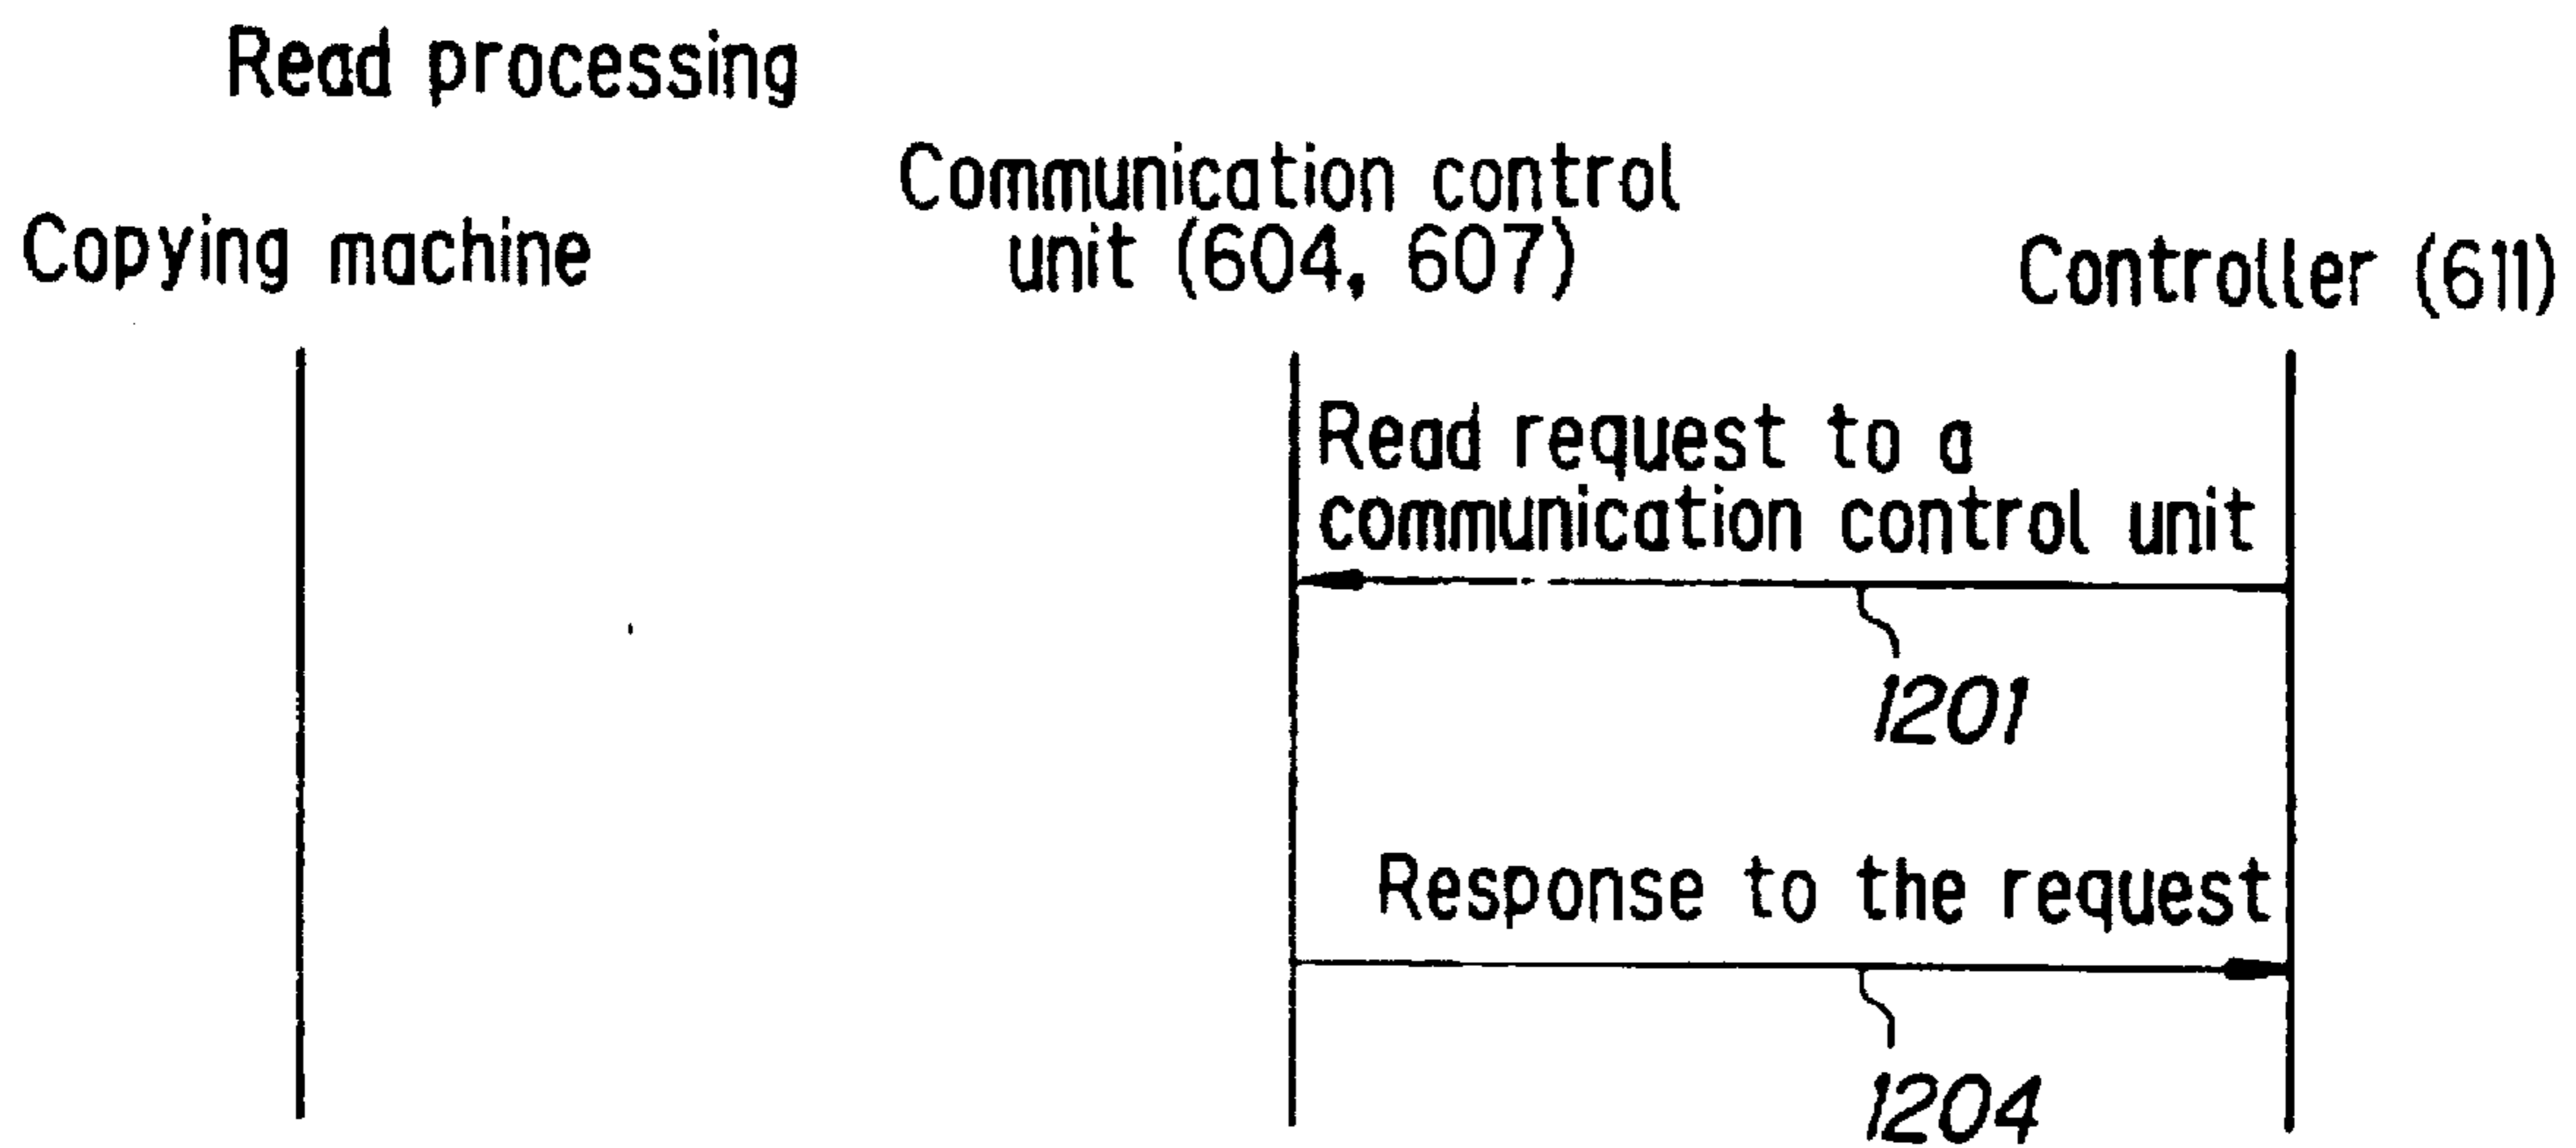 Read processing
Communication control
Copying machine
unit (604, 607)
Controller (611)
Read request to a
communication control unit
1201
Response to the request
1204